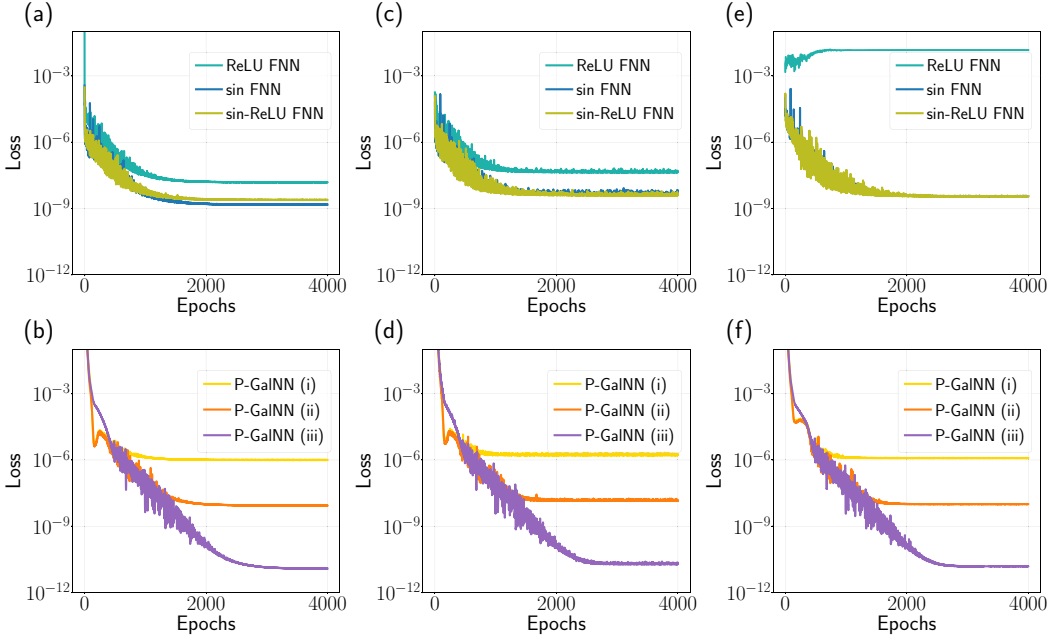 (a)
10^−3
10^−6
10^−9
10^−12
Loss
ReLU FNN
sin FNN
sin-ReLU FNN
0 2000 4000
Epochs
(c)
10^−3
10^−6
10^−9
10^−12
Loss
ReLU FNN
sin FNN
sin-ReLU FNN
0 2000 4000
Epochs
(e)
10^−3
10^−6
10^−9
10^−12
Loss
ReLU FNN
sin FNN
sin-ReLU FNN
0 2000 4000
Epochs
(b)
10^−3
10^−6
10^−9
10^−12
Loss
P-GalNN (i)
P-GalNN (ii)
P-GalNN (iii)
0 2000 4000
Epochs
(d)
10^−3
10^−6
10^−9
10^−12
Loss
P-GalNN (i)
P-GalNN (ii)
P-GalNN (iii)
0 2000 4000
Epochs
(f)
10^−3
10^−6
10^−9
10^−12
Loss
P-GalNN (i)
P-GalNN (ii)
P-GalNN (iii)
0 2000 4000
Epochs